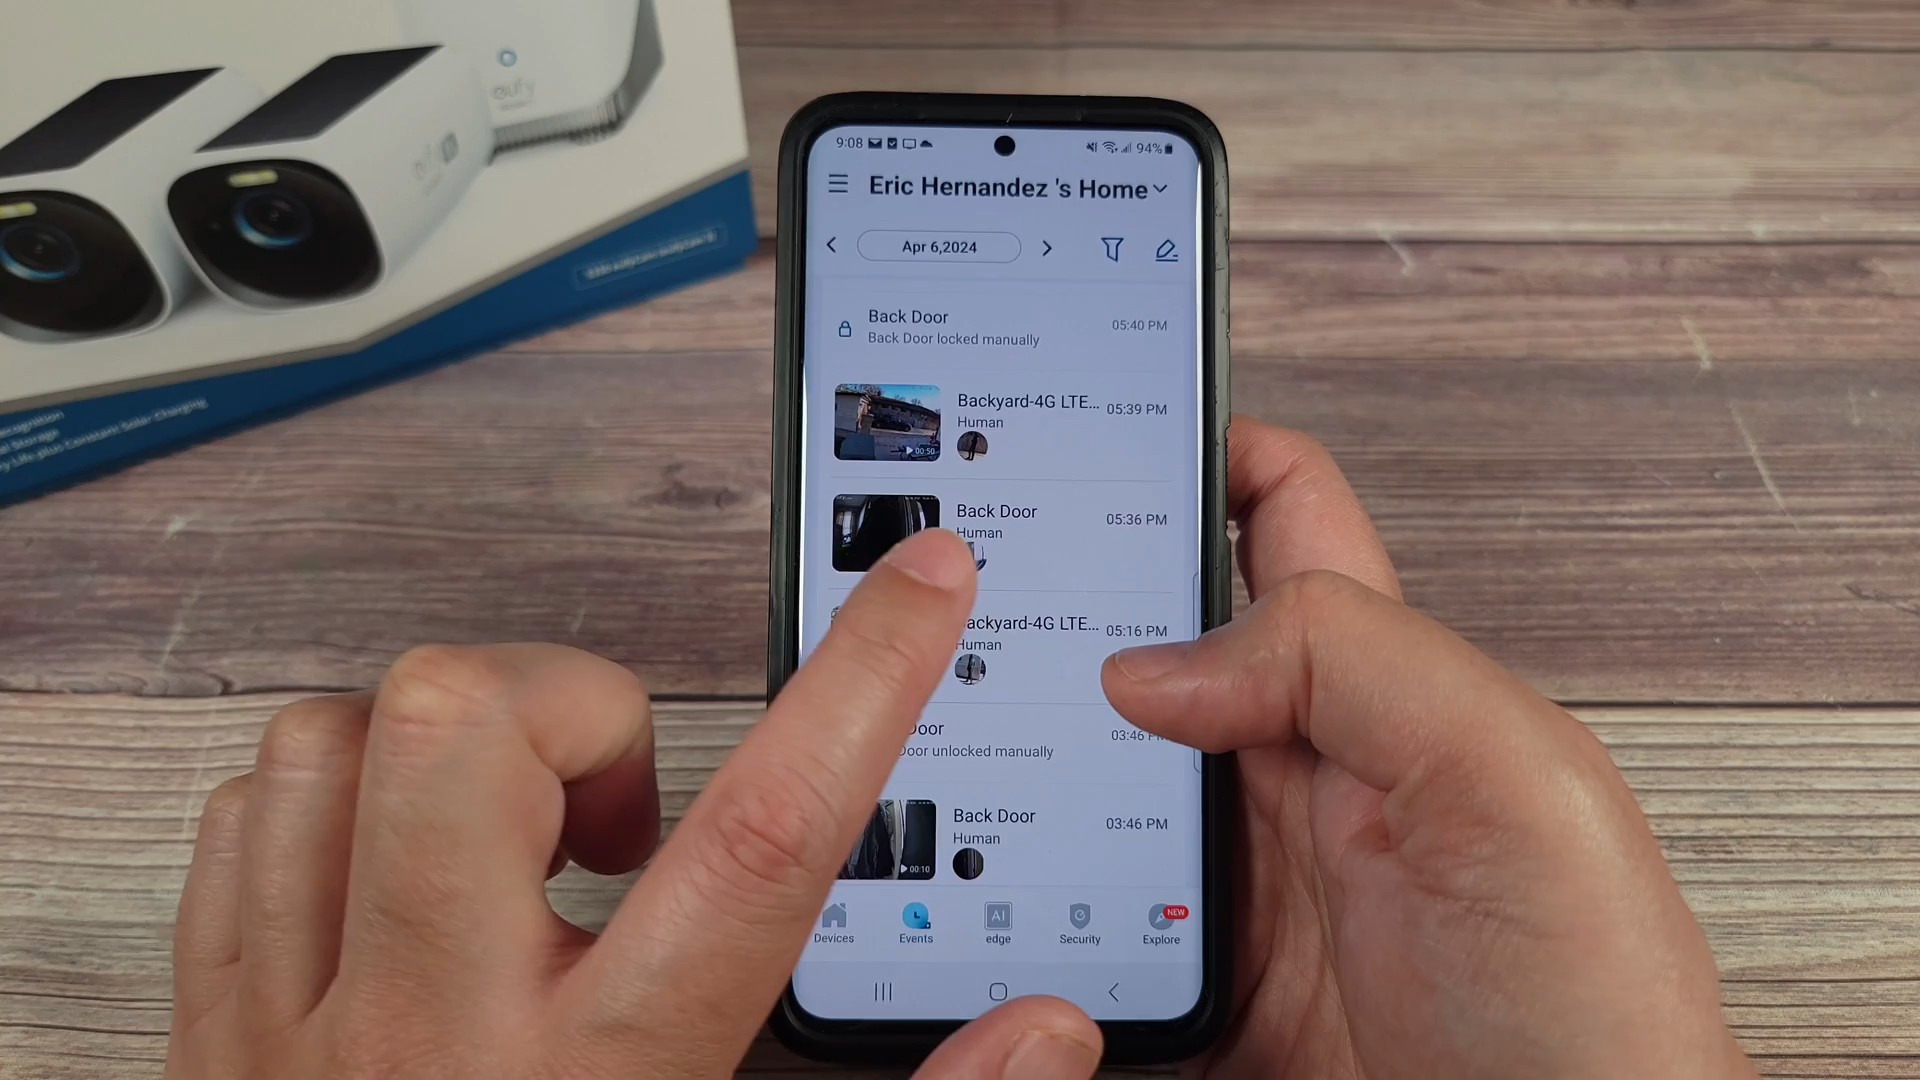 eufy
9:08
94%
Eric Hernandez 's Home
Apr 6,2024
Back Door
05:40 PM
Back Door locked manually
Backyard-4G LTE...
05:39 PM
Human
00:50
Back Door
05:36 PM
Human
ackyard-4G LTE...
05:16 PM
Human
Door
03:46 PM
Door unlocked manually
Back Door
03:46 PM
Human
00:10
Devices
Events
AI
edge
Security
NEW
Explore